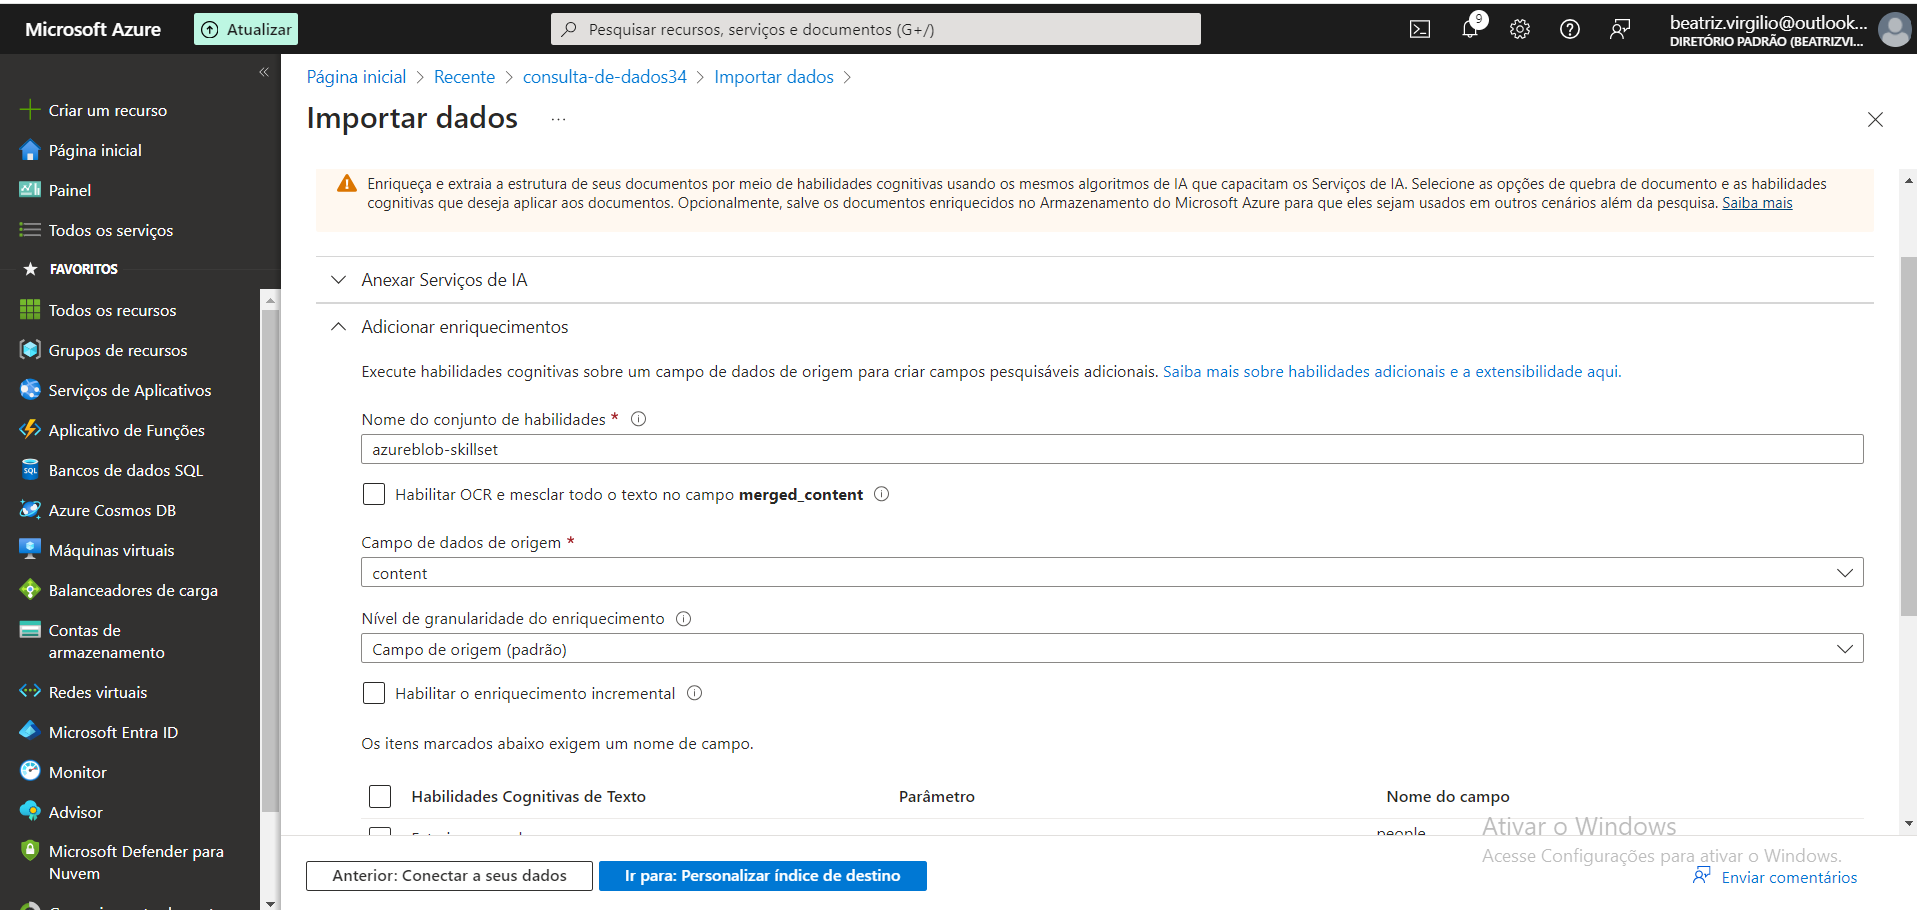 Microsoft Azure
Atualizar
Pesquisar recursos, serviços e documentos (G+/)
9
beatriz.virgilio@outlook...
DIRETÓRIO PADRÃO (BEATRIZVI...
Criar um recurso
Página inicial
Painel
Todos os serviços
FAVORITOS
Todos os recursos
Grupos de recursos
Serviços de Aplicativos
Aplicativo de Funções
Bancos de dados SQL
Azure Cosmos DB
Máquinas virtuais
Balanceadores de carga
Contas de
armazenamento
Redes virtuais
Microsoft Entra ID
Monitor
Advisor
Microsoft Defender para
Nuvem
Página inicial > Recente > consulta-de-dados34 > Importar dados >
Importar dados ...
Enriqueça e extraia a estrutura de seus documentos por meio de habilidades cognitivas usando os mesmos algoritmos de IA que capacitam os Serviços de IA. Selecione as opções de quebra de documento e as habilidades
cognitivas que deseja aplicar aos documentos. Opcionalmente, salve os documentos enriquecidos no Armazenamento do Microsoft Azure para que eles sejam usados em outros cenários além da pesquisa. Saiba mais
Anexar Serviços de IA
Adicionar enriquecimentos
Execute habilidades cognitivas sobre um campo de dados de origem para criar campos pesquisáveis adicionais. Saiba mais sobre habilidades adicionais e a extensibilidade aqui.
Nome do conjunto de habilidades *
azureblob-skillset
Habilitar OCR e mesclar todo o texto no campo merged_content
Campo de dados de origem *
content
Nível de granularidade do enriquecimento
Campo de origem (padrão)
Habilitar o enriquecimento incremental
Os itens marcados abaixo exigem um nome de campo.
Habilidades Cognitivas de Texto Parâmetro Nome do campo
people
Ativar o Windows
Acesse Configurações para ativar o Windows.
Anterior: Conectar a seus dados
Ir para: Personalizar índice de destino
Enviar comentários